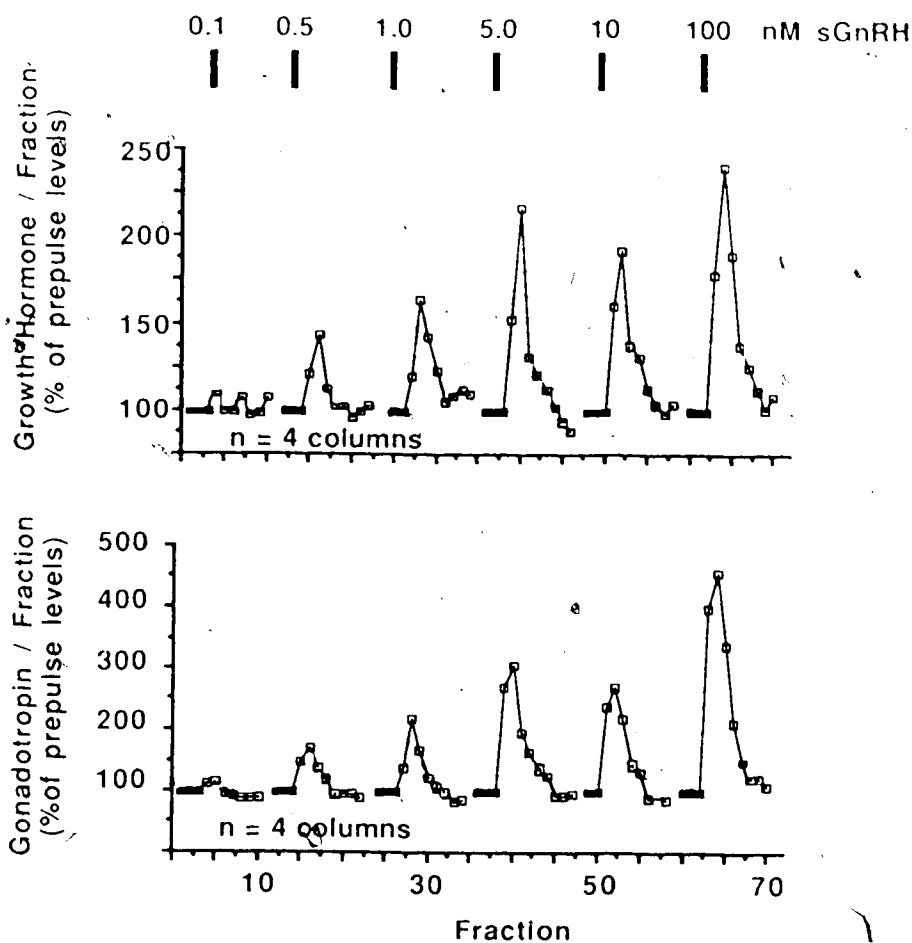 0.1 0.5 1.0 5.0 10 100 nM sGnRH
Growth Hormone / Fraction
(% of prepulse levels)
250
200
150
100
n = 4 columns
Gonadotropin / Fraction
(% of prepulse levels)
500
400
300
200
100
n = 4 columns
10 30 50 70
Fraction